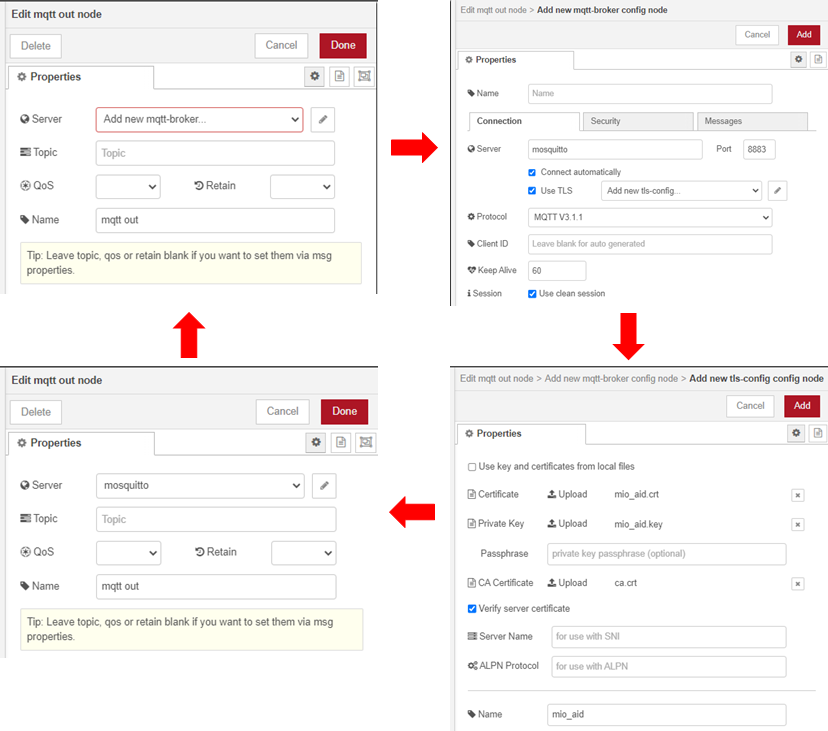 Edit mqtt out node
Delete
Cancel
Done
Properties
Server
Add new mqtt-broker...
Topic
Topic
QoS
Retain
Name
mqtt out
Tip: Leave topic, qos or retain blank if you want to set them via msg
properties.
Edit mqtt out node > Add new mqtt-broker config node
Cancel
Add
Properties
Name
Name
Connection
Security
Messages
Server
mosquitto
Port
8883
Connect automatically
Use TLS
Add new tls-config...
Protocol
MQTT V3.1.1
Client ID
Leave blank for auto generated
Keep Alive
60
Session
Use clean session
Edit mqtt out node > Add new mqtt-broker config node > Add new tls-config config node
Cancel
Add
Properties
Use key and certificates from local files
Certificate
Upload
mio_aid.crt
Private Key
Upload
mio_aid.key
Passphrase
private key passphrase (optional)
CA Certificate
Upload
ca.crt
Verify server certificate
Server Name
for use with SNI
ALPN Protocol
for use with ALPN
Name
mio_aid
Edit mqtt out node
Delete
Cancel
Done
Properties
Server
mosquitto
Topic
Topic
QoS
Retain
Name
mqtt out
Tip: Leave topic, qos or retain blank if you want to set them via msg
properties.